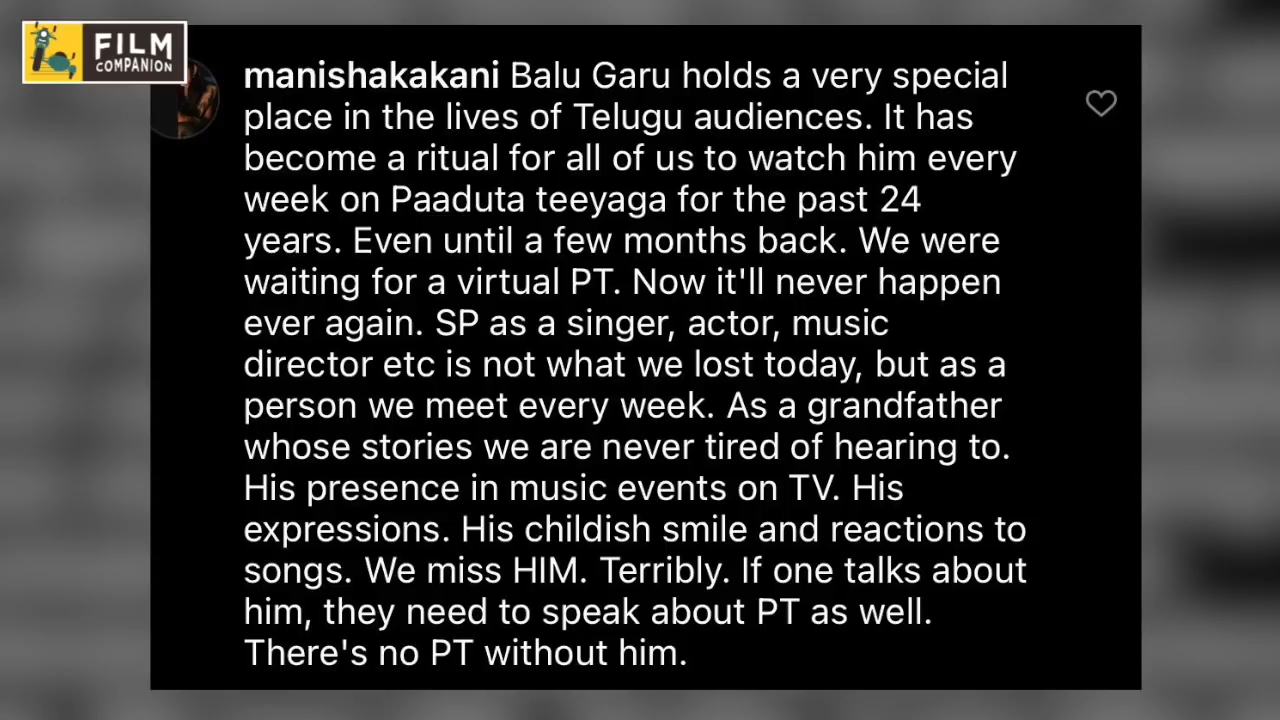 FILM
COMPANION
manishakakani Balu Garu holds a very special
place in the lives of Telugu audiences. It has
become a ritual for all of us to watch him every
week on Paaduta teeyaga for the past 24
years. Even until a few months back. We were
waiting for a virtual PT. Now it'll never happen
ever again. SP as a singer, actor, music
director etc is not what we lost today, but as a
person we meet every week. As a grandfather
whose stories we are never tired of hearing to.
His presence in music events on TV. His
expressions. His childish smile and reactions to
songs. We miss HIM. Terribly. If one talks about
him, they need to speak about PT as well.
There's no PT without him.